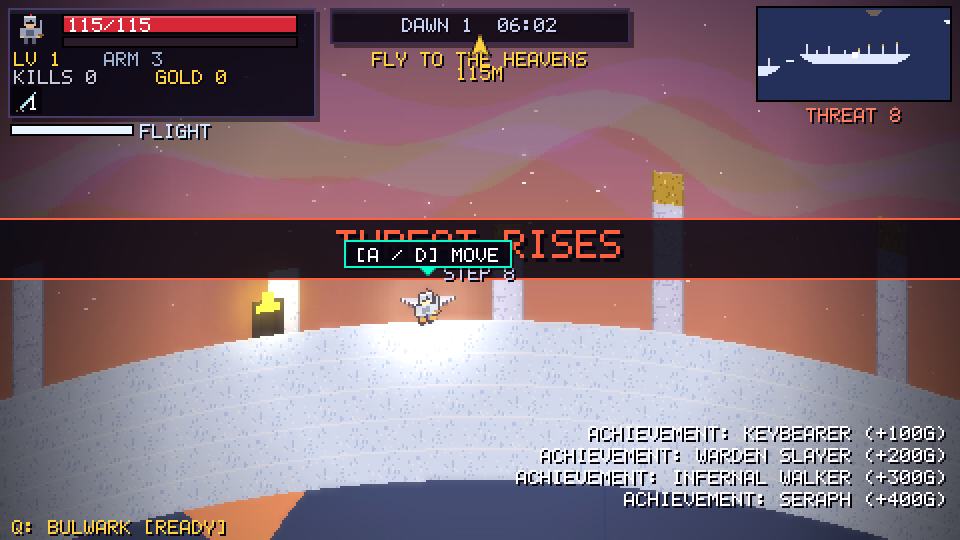 115/115
LV 1 ARM 3
KILLS 0 GOLD 0
1
FLIGHT
DAWN 1 06:02
FLY TO THE HEAVENS
115M
THREAT 8
THREAT RISES
[A / D] MOVE
STEP 8
ACHIEVEMENT: KEYBEARER (+100G)
ACHIEVEMENT: WARDEN SLAYER (+200G)
ACHIEVEMENT: INFERNAL WALKER (+300G)
ACHIEVEMENT: SERAPH (+400G)
Q: BULWARK [READY]